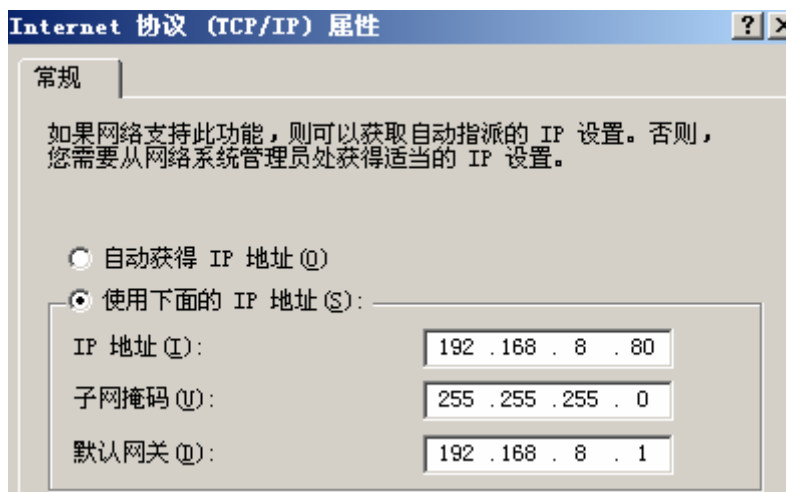 Internet 协议 (TCP/IP) 属性
常规
如果网络支持此功能，则可以获取自动指派的 IP 设置。否则，
您需要从网络系统管理员处获得适当的 IP 设置。
自动获得 IP 地址(O)
使用下面的 IP 地址(S):
IP 地址(I): 192 .168 . 8 . 80
子网掩码(U): 255 .255 .255 . 0
默认网关(D): 192 .168 . 8 . 1